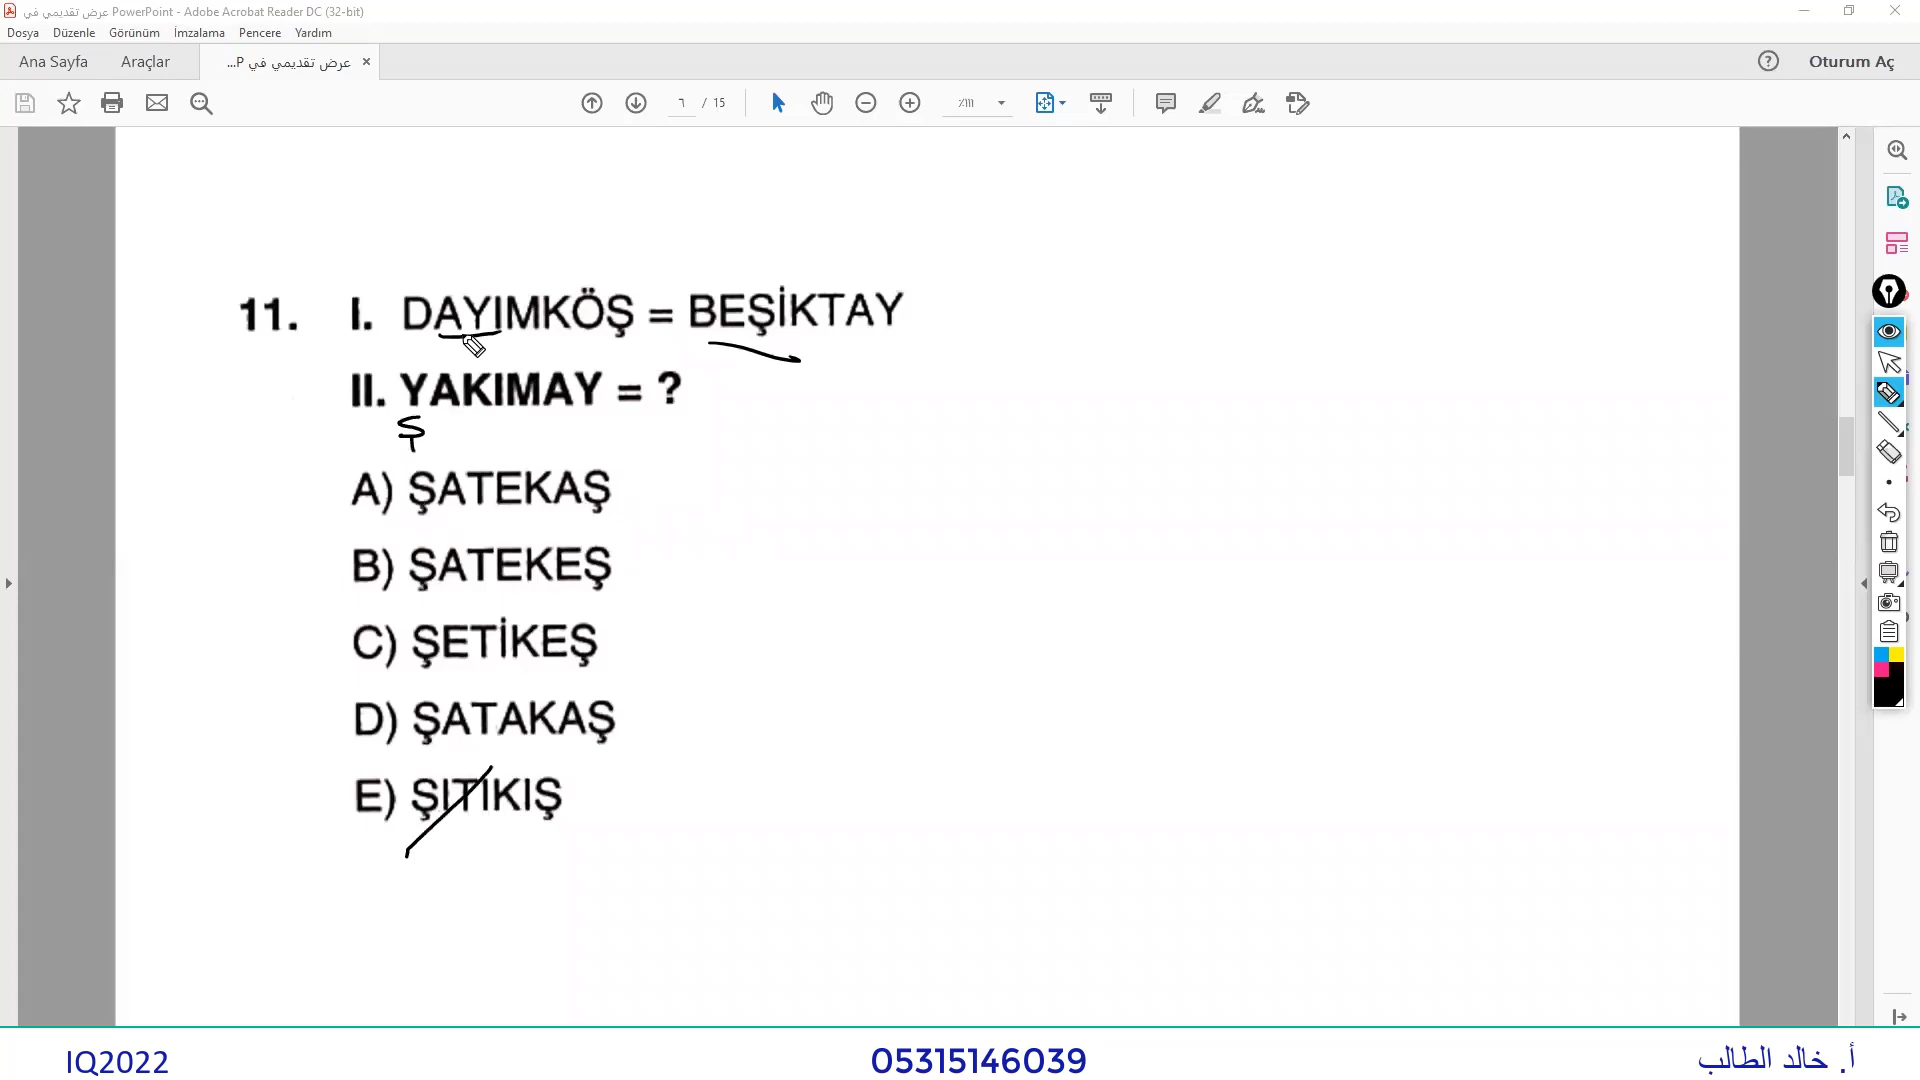 عرض تقديمي في PowerPoint - Adobe Acrobat Reader DC (32-bit)
Dosya Düzenle Görünüm İmzalama Pencere Yardım
Ana Sayfa Araçlar عرض تقديمي في P... × Oturum Aç
٦ / 15 ٪١١١
11. I. DAYIMKÖŞ = BEŞİKTAY
II. YAKIMAY = ?
Ş
A) ŞATEKAŞ
B) ŞATEKEŞ
C) ŞETİKEŞ
D) ŞATAKAŞ
E) ŞITIKIŞ
IQ2022 05315146039 أ. خالد الطالب